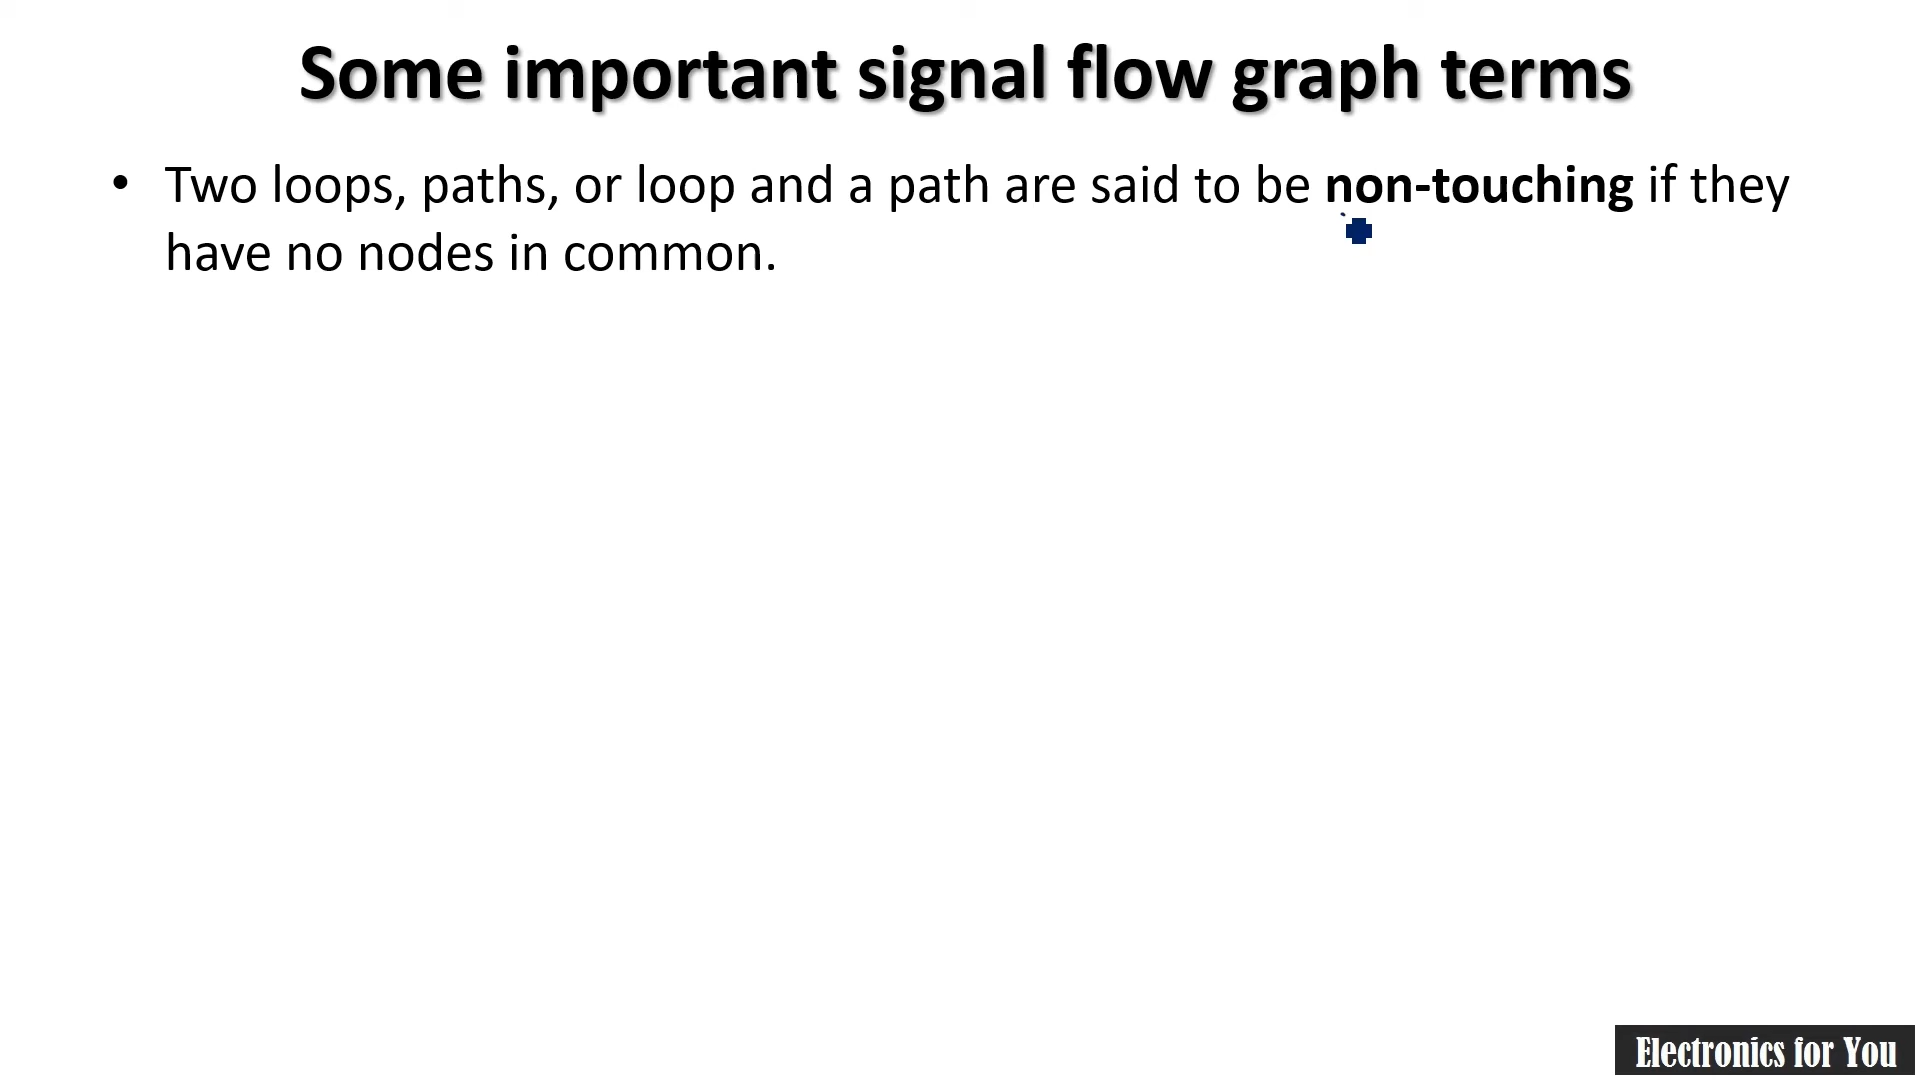 Some important signal flow graph terms
• Two loops, paths, or loop and a path are said to be non-touching if they
have no nodes in common.
Electronics for You